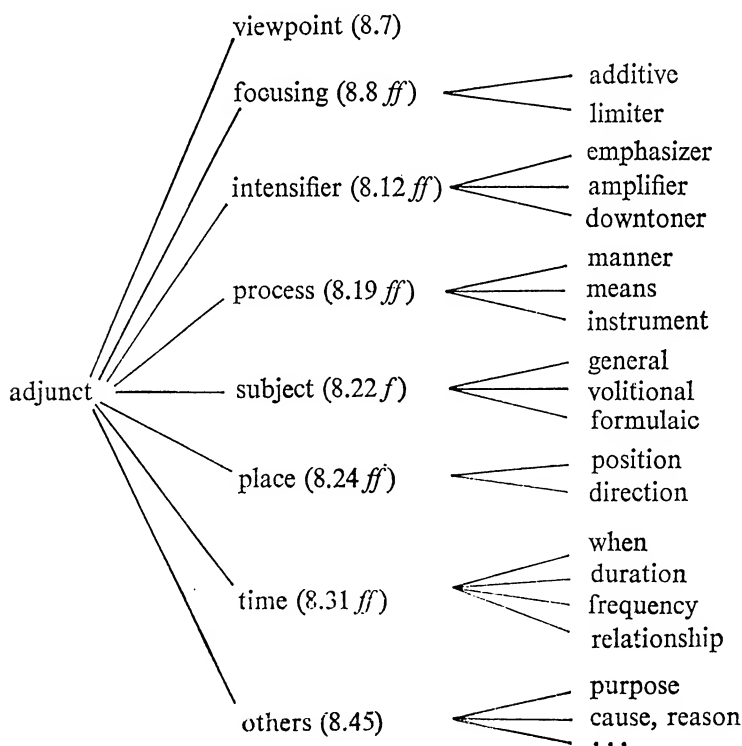 viewpoint (8.7)
focusing (8.8 ff)
additive
limiter
intensifier (8.12 ff)
emphasizer
amplifier
downtoner
process (8.19 ff)
manner
means
instrument
adjunct
subject (8.22 f)
general
volitional
formulaic
place (8.24 ff)
position
direction
time (8.31 ff)
when
duration
frequency
relationship
others (8.45)
purpose
cause, reason
...